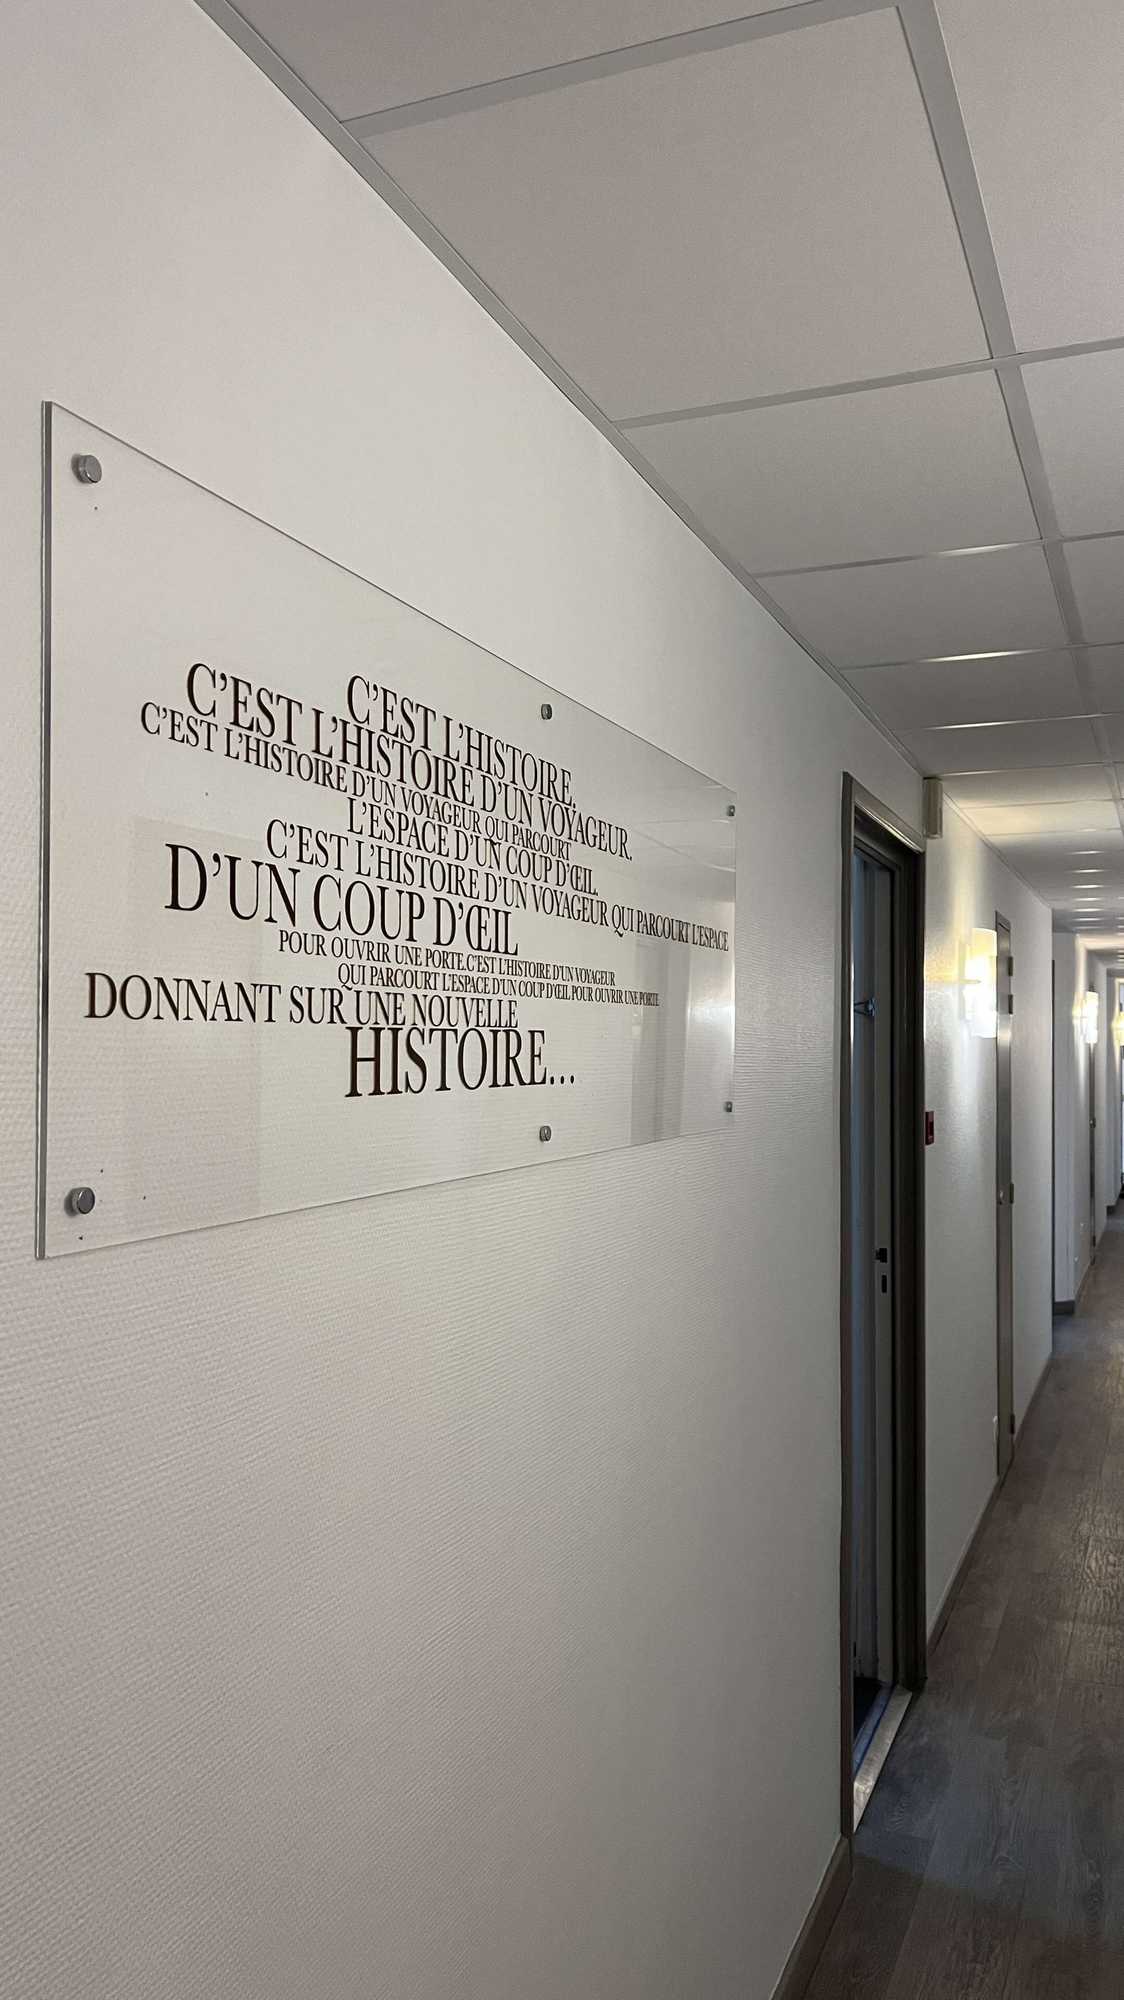 C'EST L'HISTOIRE.
C'EST L'HISTOIRE D'UN VOYAGEUR.
C'EST L'HISTOIRE D'UN VOYAGEUR QUI PARCOURT
L'ESPACE D'UN COUP D'ŒIL.
C'EST L'HISTOIRE D'UN VOYAGEUR QUI PARCOURT L'ESPACE
D'UN COUP D'ŒIL
POUR OUVRIR UNE PORTE.C'EST L'HISTOIRE D'UN VOYAGEUR
QUI PARCOURT L'ESPACE D'UN COUP D'ŒIL POUR OUVRIR UNE PORTE
DONNANT SUR UNE NOUVELLE
HISTOIRE...